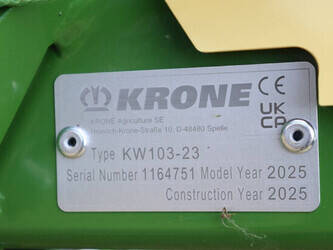 KRONE CE
KRONE Agriculture SE
Heinrich-Krone-Straße 10, D-48480 Spelle
UK
CA
Type KW103-23
Serial Number 1164751 Model Year 2025
Construction Year 2025